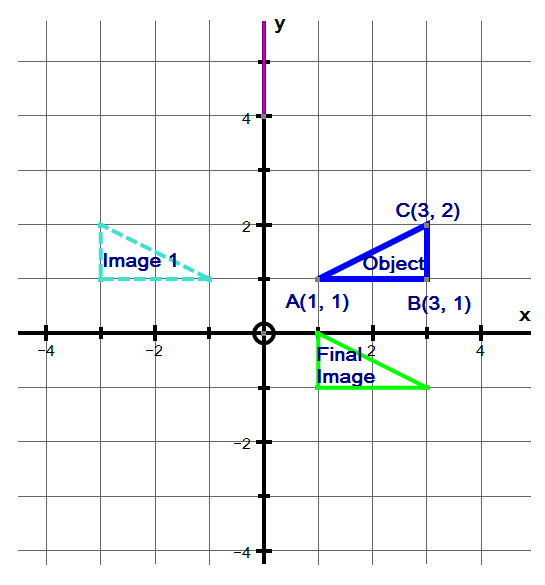 y
4
C(3, 2)
2
Image 1
Object
A(1, 1)
B(3, 1)
x
−4
−2
2
4
Final
Image
−2
−4